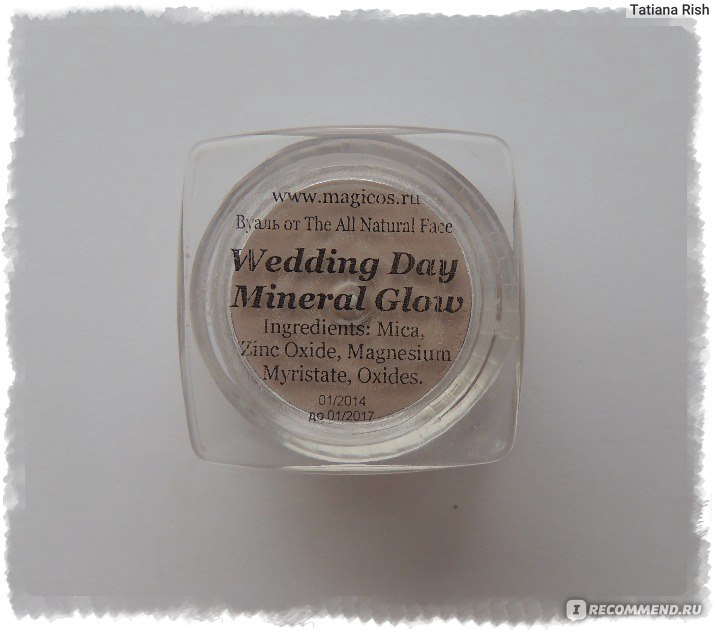 Tatiana Rish
www.magicos.ru
Вуаль от The All Natural Face
Wedding Day
Mineral Glow
Ingredients: Mica,
Zinc Oxide, Magnesium
Myristate, Oxides.
01/2014
до 01/2017
I RECOMMEND.RU